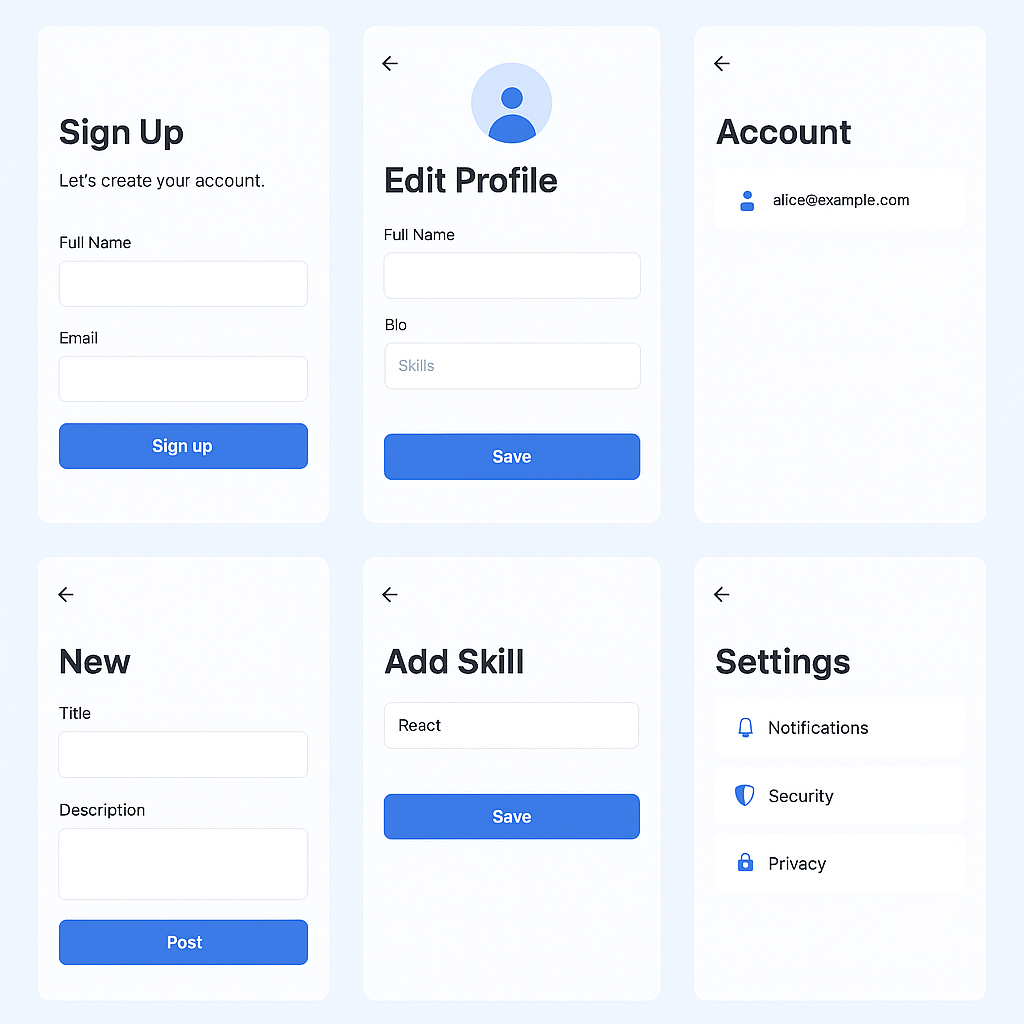 Sign Up
Let's create your account.
Full Name
Email
Sign up
Edit Profile
Full Name
Blo
Skills
Save
Account
alice@example.com
New
Title
Description
Post
Add Skill
React
Save
Settings
Notifications
Security
Privacy